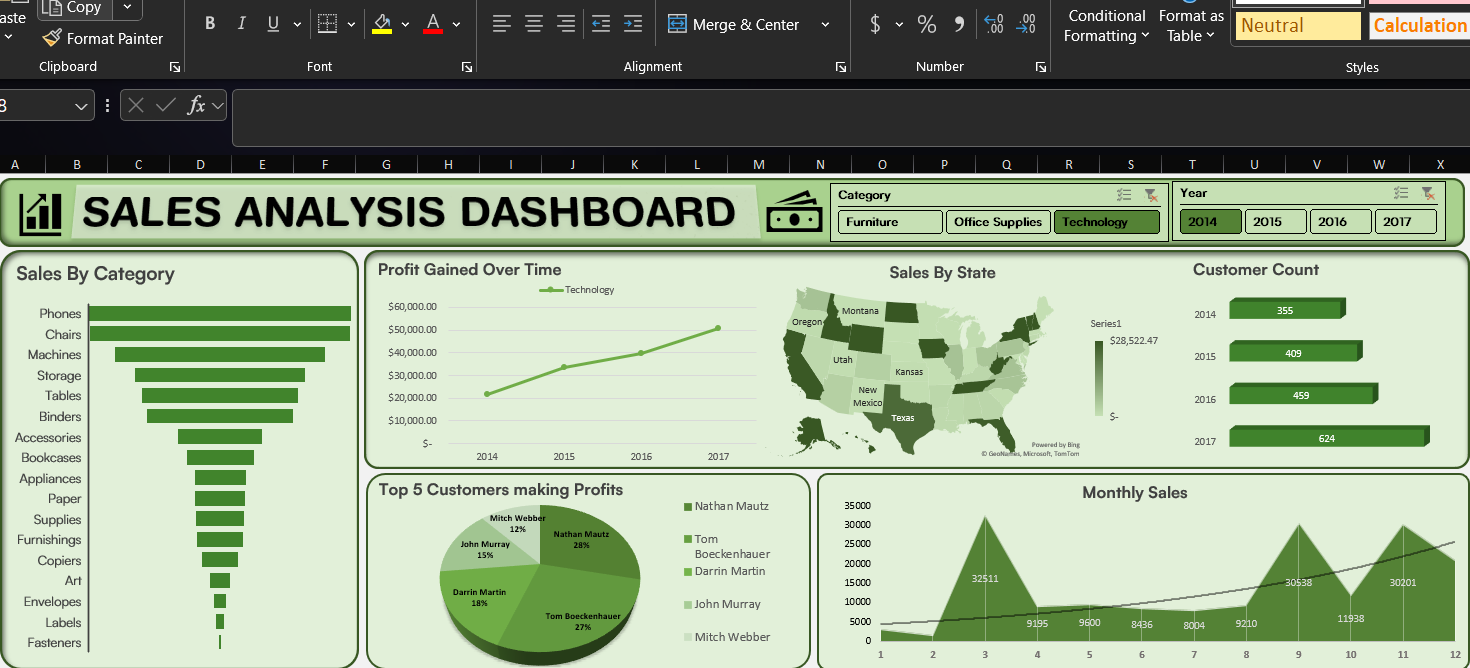 Copy
aste
Format Painter
Clipboard
B I U
A
Font
Merge & Center
Alignment
$ % 9
←0 .00
.00 →0
Number
Conditional
Formatting
Format as
Table
Neutral
Calculation
Styles
8
fx
A B C D E F G H I J K L M N O P Q R S T U V W X
SALES ANALYSIS DASHBOARD
Category
Furniture
Office Supplies
Technology
Year
2014
2015
2016
2017
Sales By Category
Phones
Chairs
Machines
Storage
Tables
Binders
Accessories
Bookcases
Appliances
Paper
Supplies
Furnishings
Copiers
Art
Envelopes
Labels
Fasteners
Profit Gained Over Time
Technology
$60,000.00
$50,000.00
$40,000.00
$30,000.00
$20,000.00
$10,000.00
$-
2014 2015 2016 2017
Sales By State
Montana
Oregon
Utah
Kansas
New
Mexico
Texas
Series1
$28,522.47
$-
Powered by Bing
© GeoNames, Microsoft, TomTom
Customer Count
2014 355
2015 409
2016 459
2017 624
Top 5 Customers making Profits
Mitch Webber
12%
Nathan Mautz
28%
John Murray
15%
Darrin Martin
18%
Tom Boeckenhauer
27%
Nathan Mautz
Tom
Boeckenhauer
Darrin Martin
John Murray
Mitch Webber
Monthly Sales
35000
30000
25000
20000
15000
10000
5000
0
32511
9195
9600
8436
8004
9210
30538
11938
30201
1 2 3 4 5 6 7 8 9 10 11 12